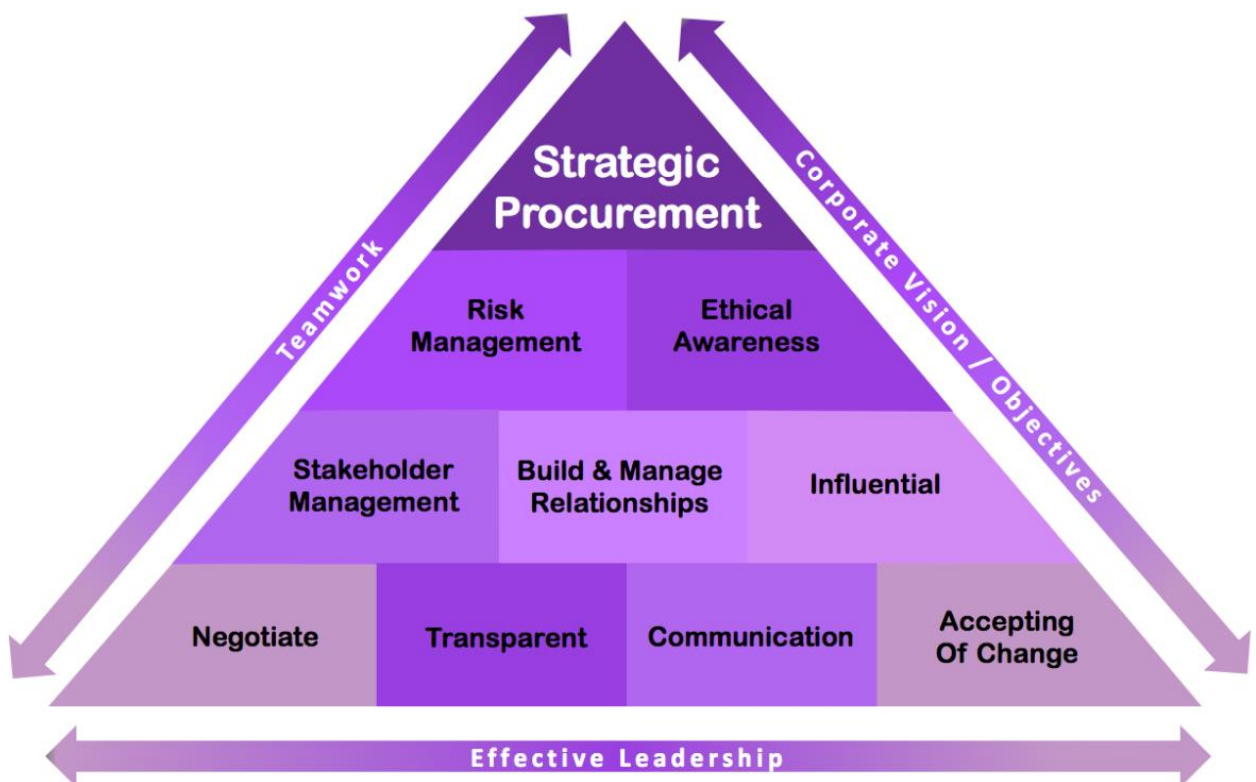 Strategic
Procurement
Risk
Management
Ethical
Awareness
Stakeholder
Management
Build & Manage
Relationships
Influential
Negotiate
Transparent
Communication
Accepting
Of Change
Teamwork
Corporate Vision / Objectives
Effective Leadership